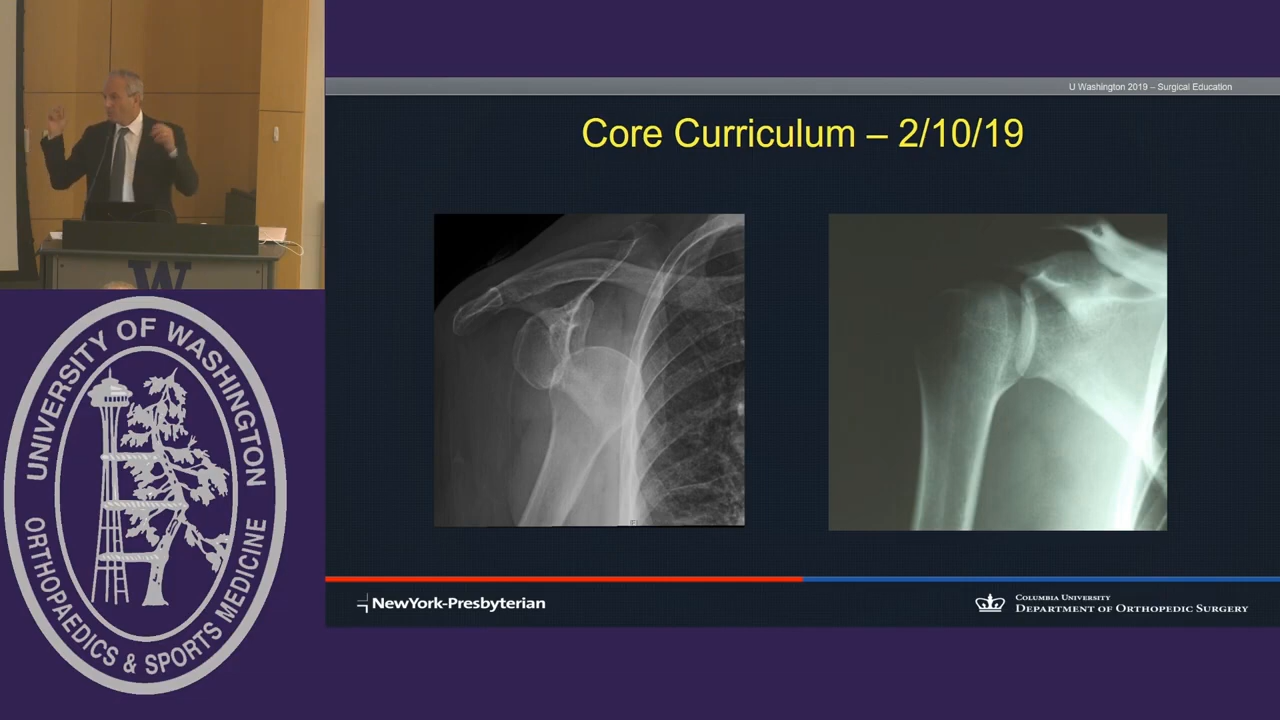 U Washington 2019 – Surgical Education
Core Curriculum – 2/10/19
W
UNIVERSITY OF WASHINGTON
ORTHOPAEDICS & SPORTS MEDICINE
NewYork-Presbyterian
COLUMBIA UNIVERSITY
DEPARTMENT OF ORTHOPEDIC SURGERY